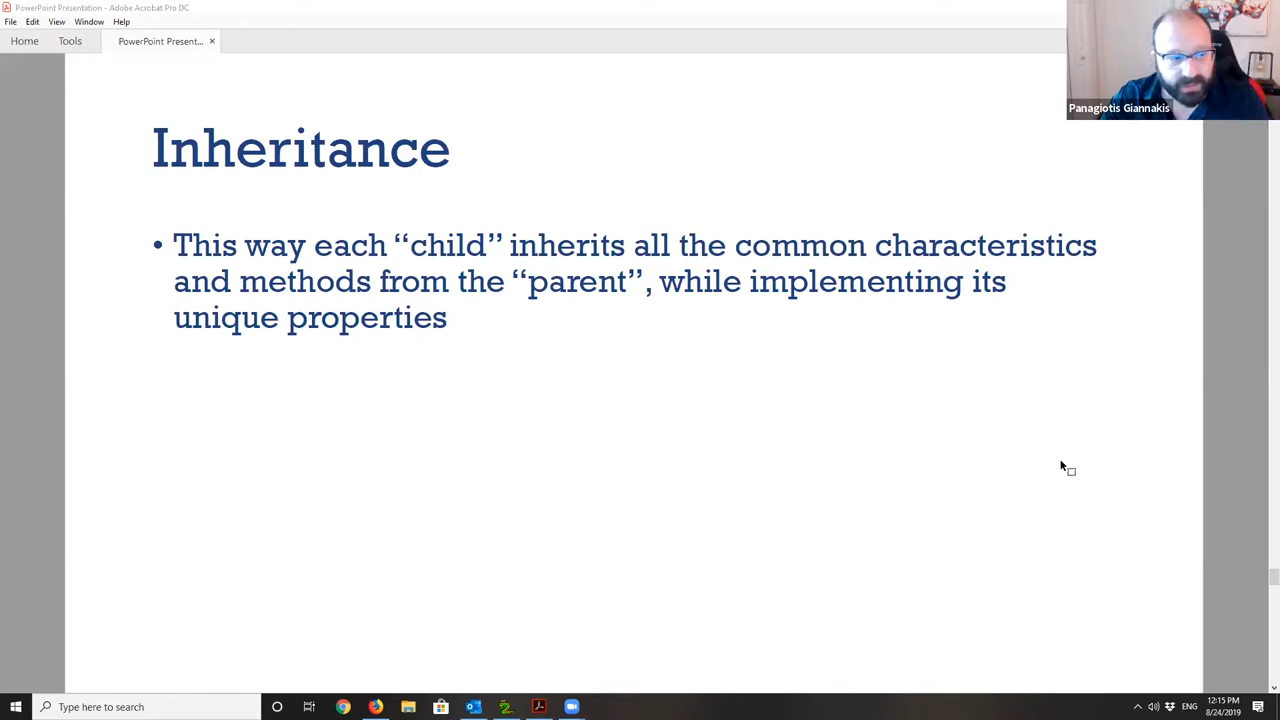 PowerPoint Presentation - Adobe Acrobat Pro DC
File Edit View Window Help
Home Tools PowerPoint Present... ×
Panagiotis Giannakis
Inheritance
• This way each “child” inherits all the common characteristics
and methods from the “parent”, while implementing its
unique properties
Type here to search
ENG
12:15 PM
8/24/2019